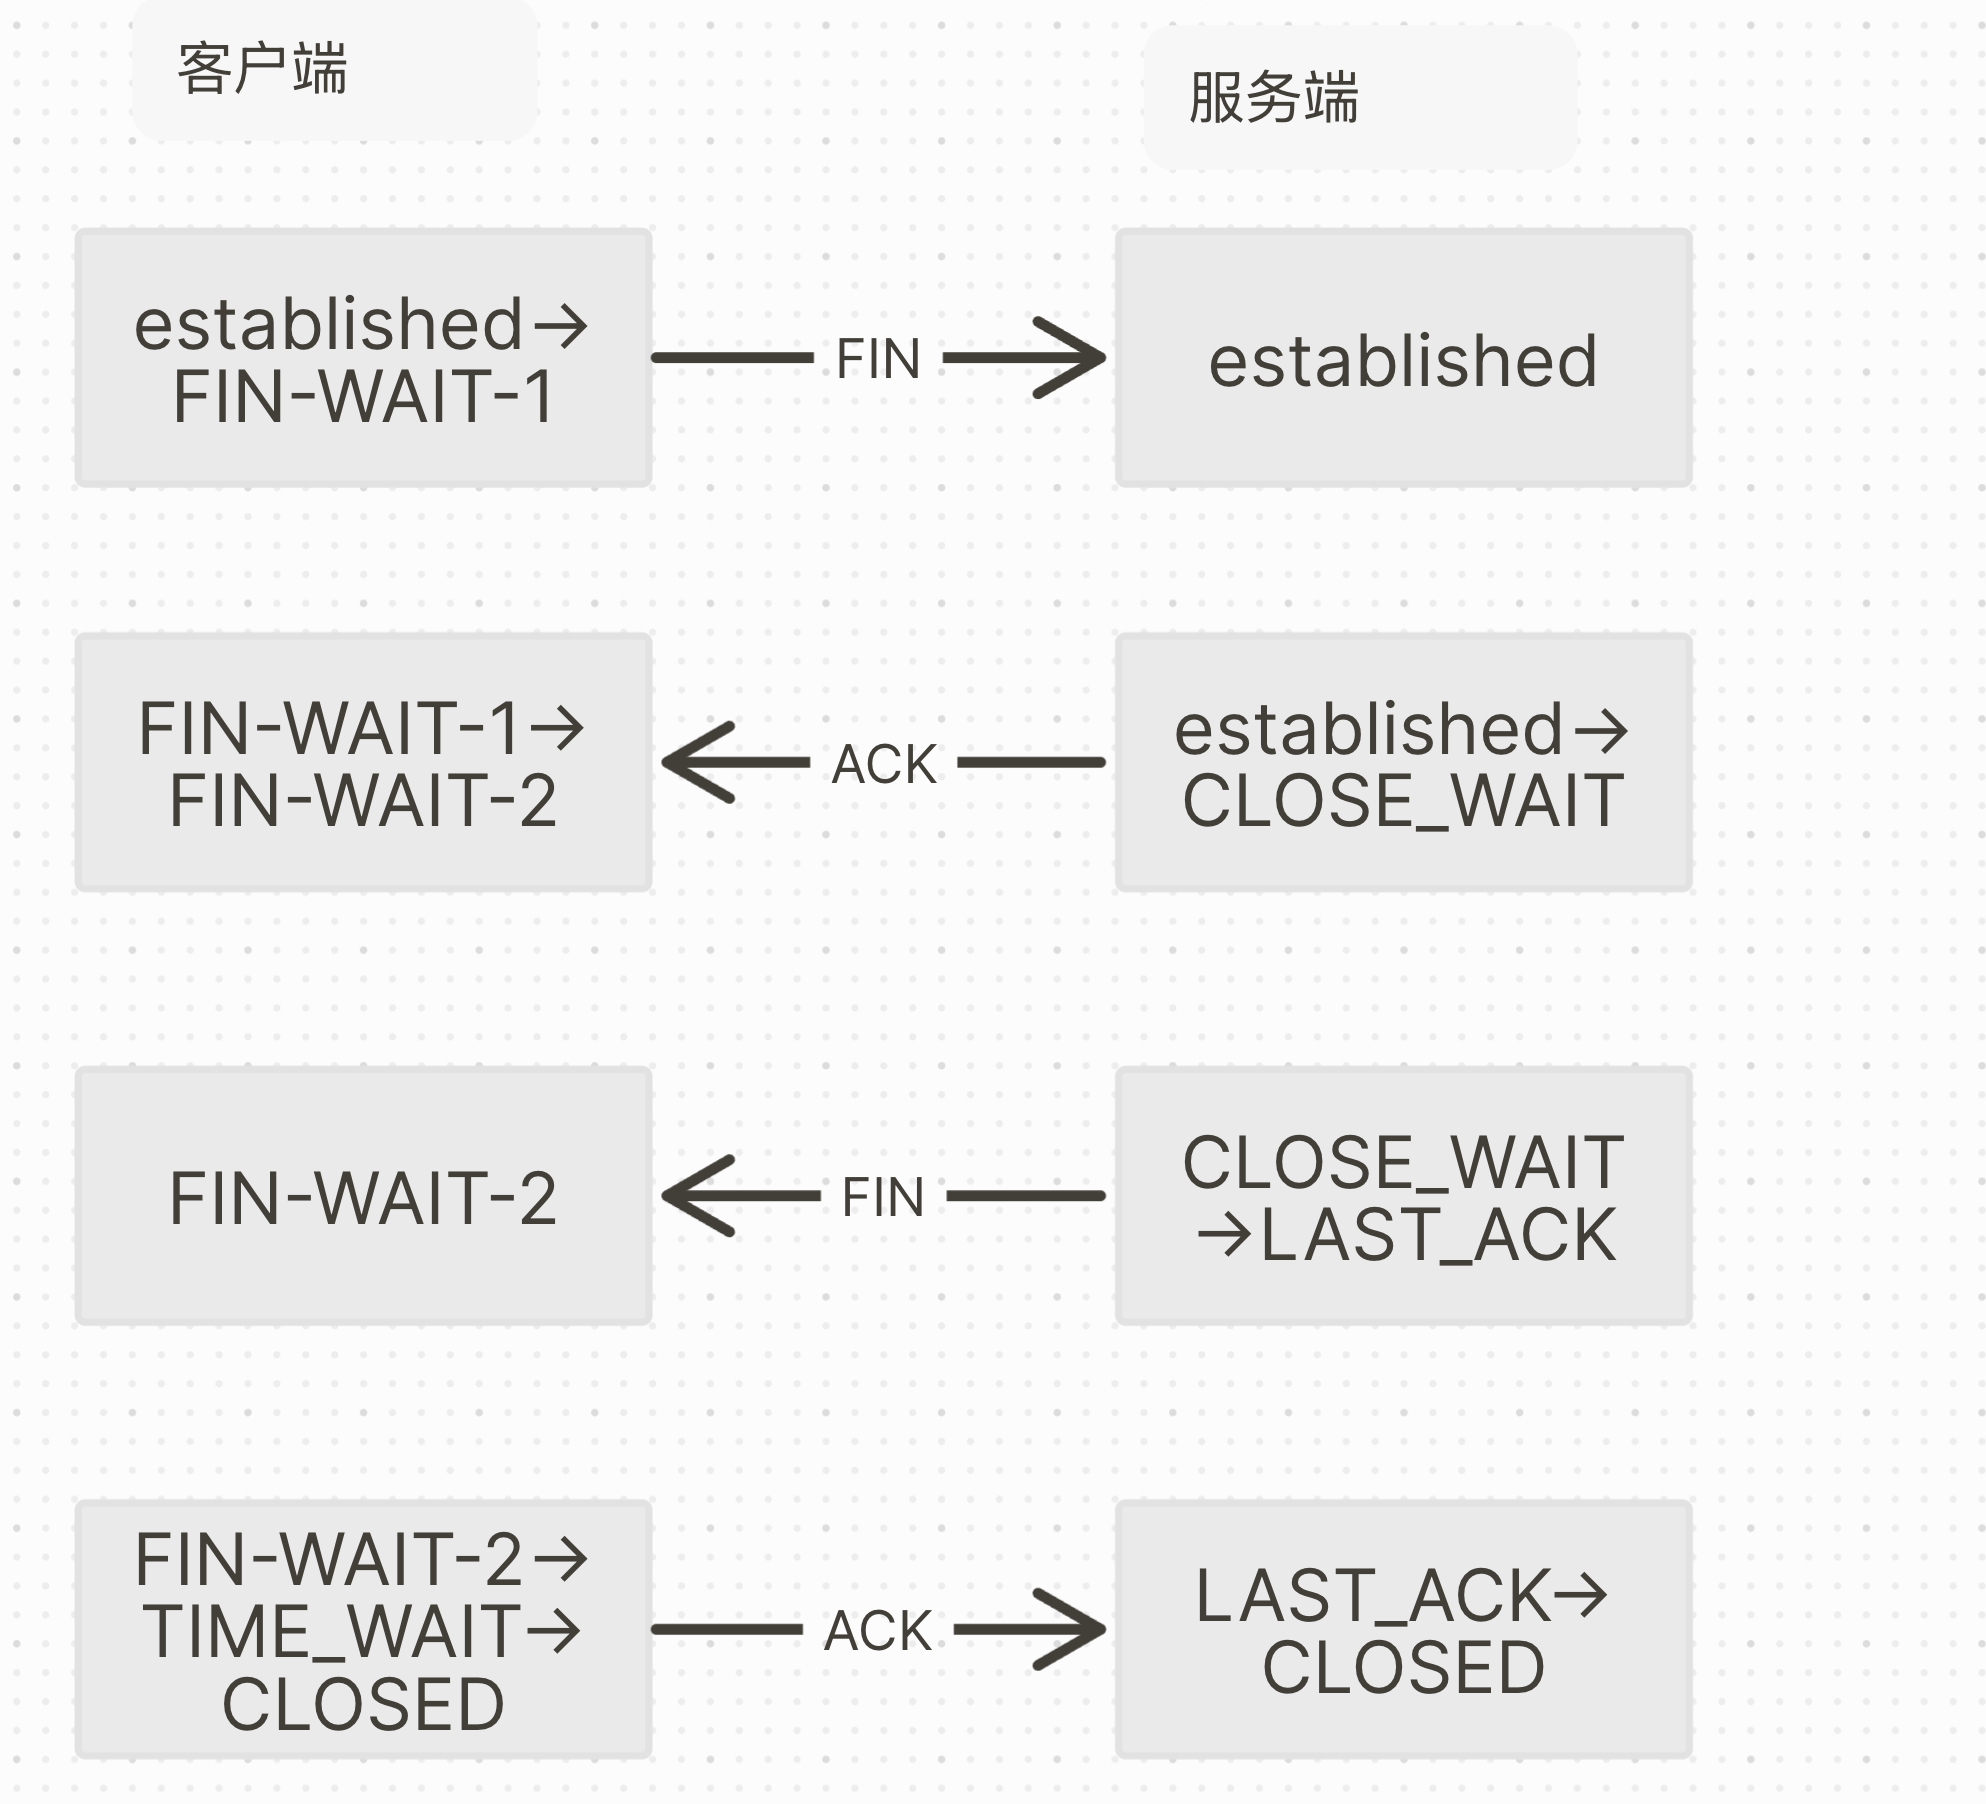 客户端
服务端
established→
FIN-WAIT-1
FIN
established
FIN-WAIT-1→
FIN-WAIT-2
ACK
established→
CLOSE_WAIT
FIN-WAIT-2
FIN
CLOSE_WAIT
→LAST_ACK
FIN-WAIT-2→
TIME_WAIT→
CLOSED
ACK
LAST_ACK→
CLOSED